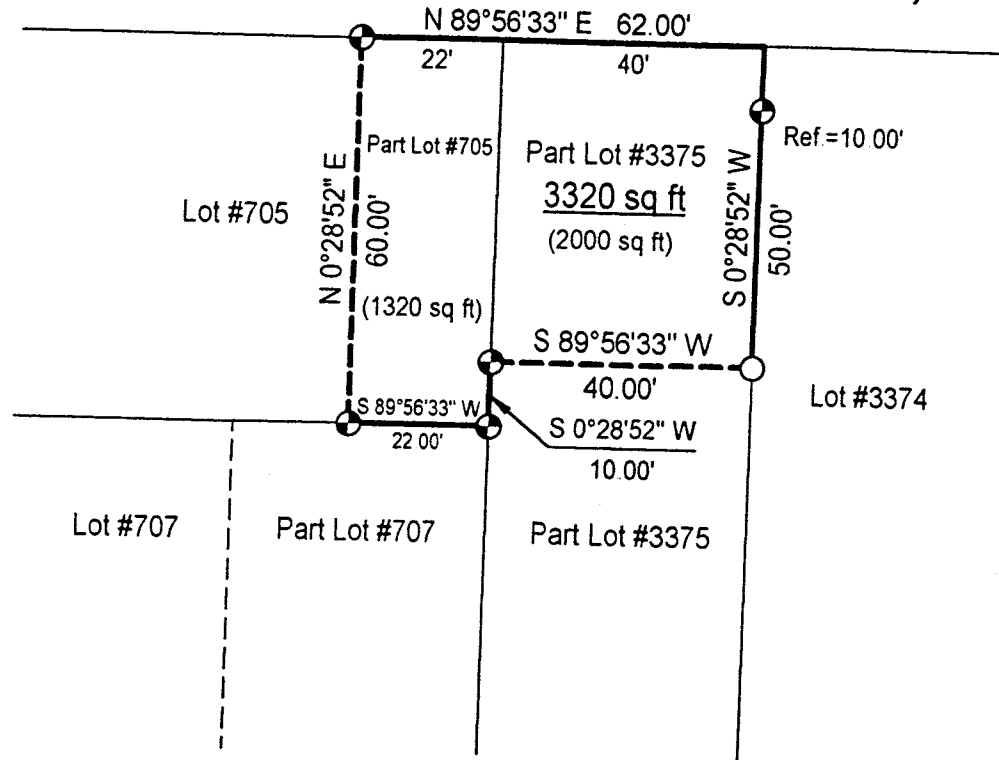 N 89°56'33" E 62.00'
22'
40'
Ref.=10.00'
Part Lot #705
Part Lot #3375
3320 sq ft
(2000 sq ft)
Lot #705
N 0°28'52" E
60.00'
S 0°28'52" W
50.00'
(1320 sq ft)
S 89°56'33" W
40.00'
Lot #3374
S 89°56'33" W
22.00'
S 0°28'52" W
10.00'
Lot #707
Part Lot #707
Part Lot #3375